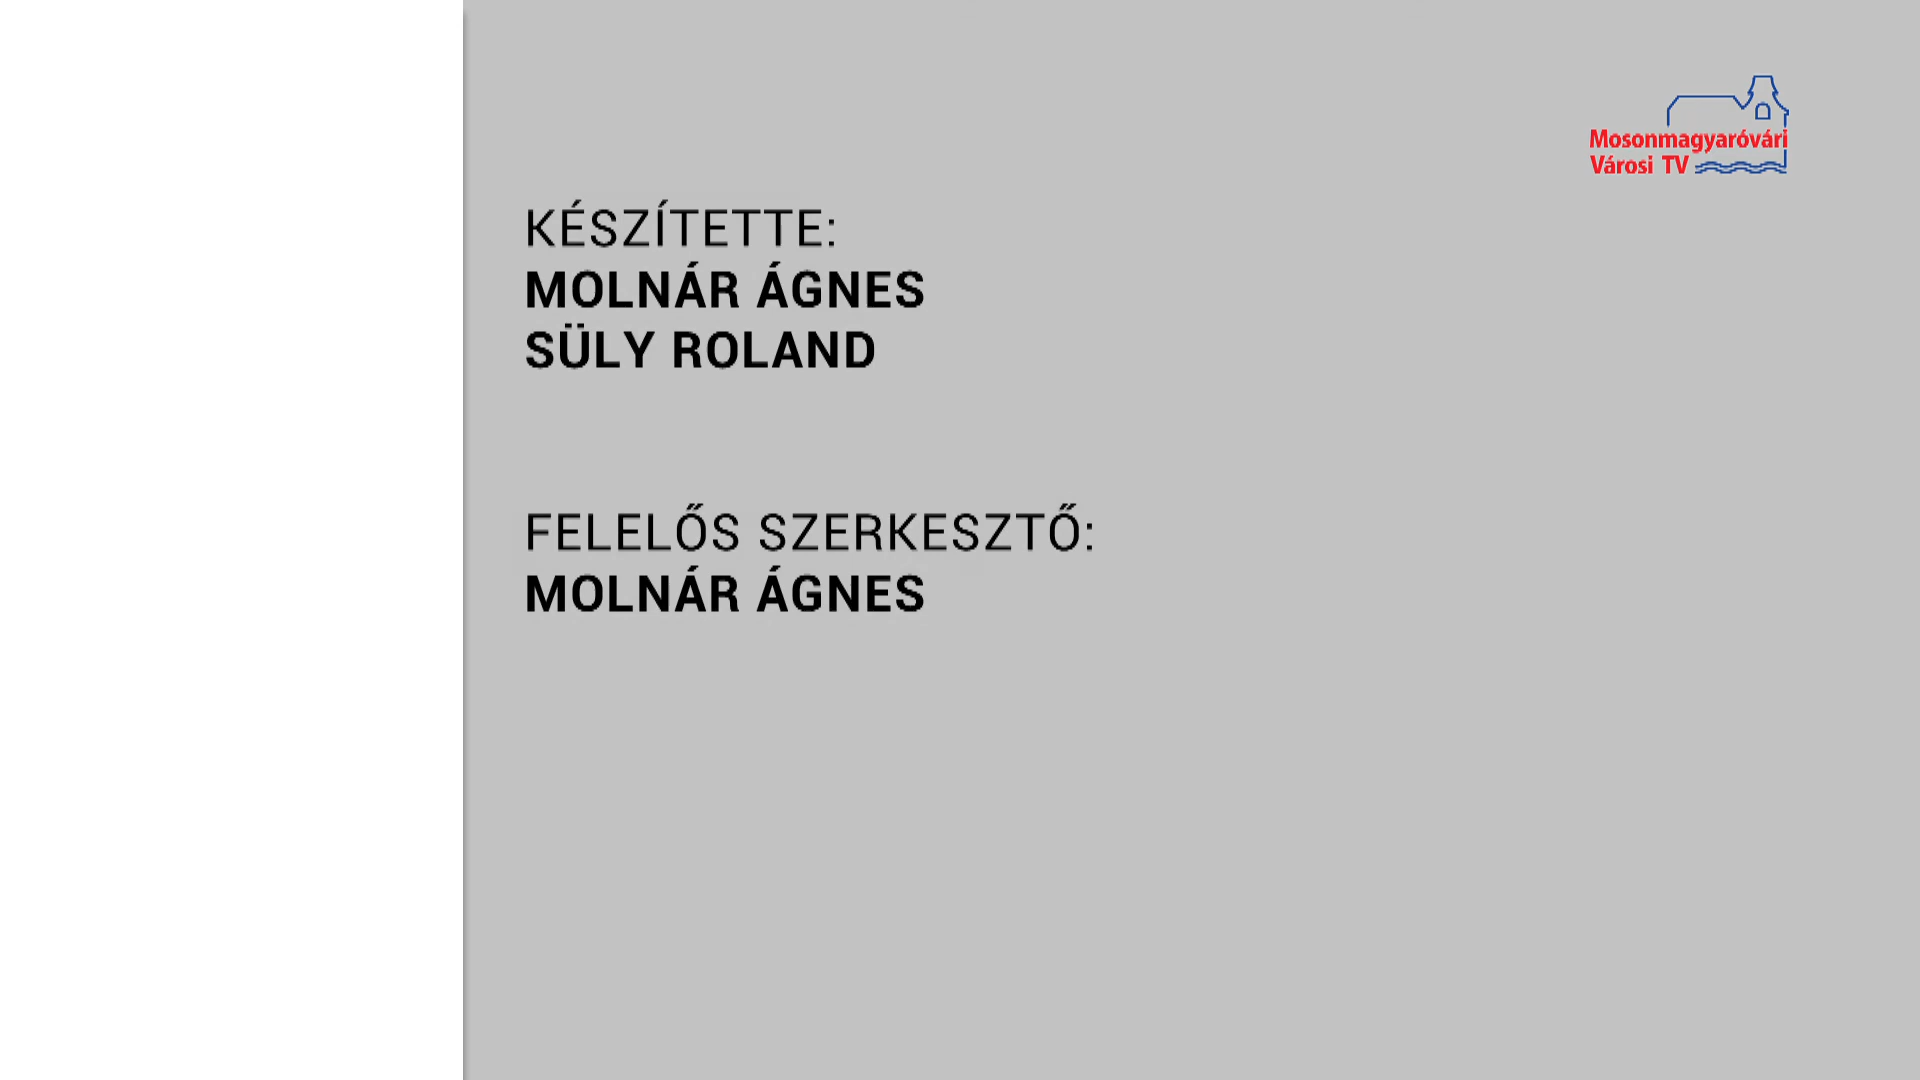 Mosonmagyaróvári
Városi TV
KÉSZÍTETTE:
MOLNÁR ÁGNES
SÜLY ROLAND
FELELŐS SZERKESZTŐ:
MOLNÁR ÁGNES